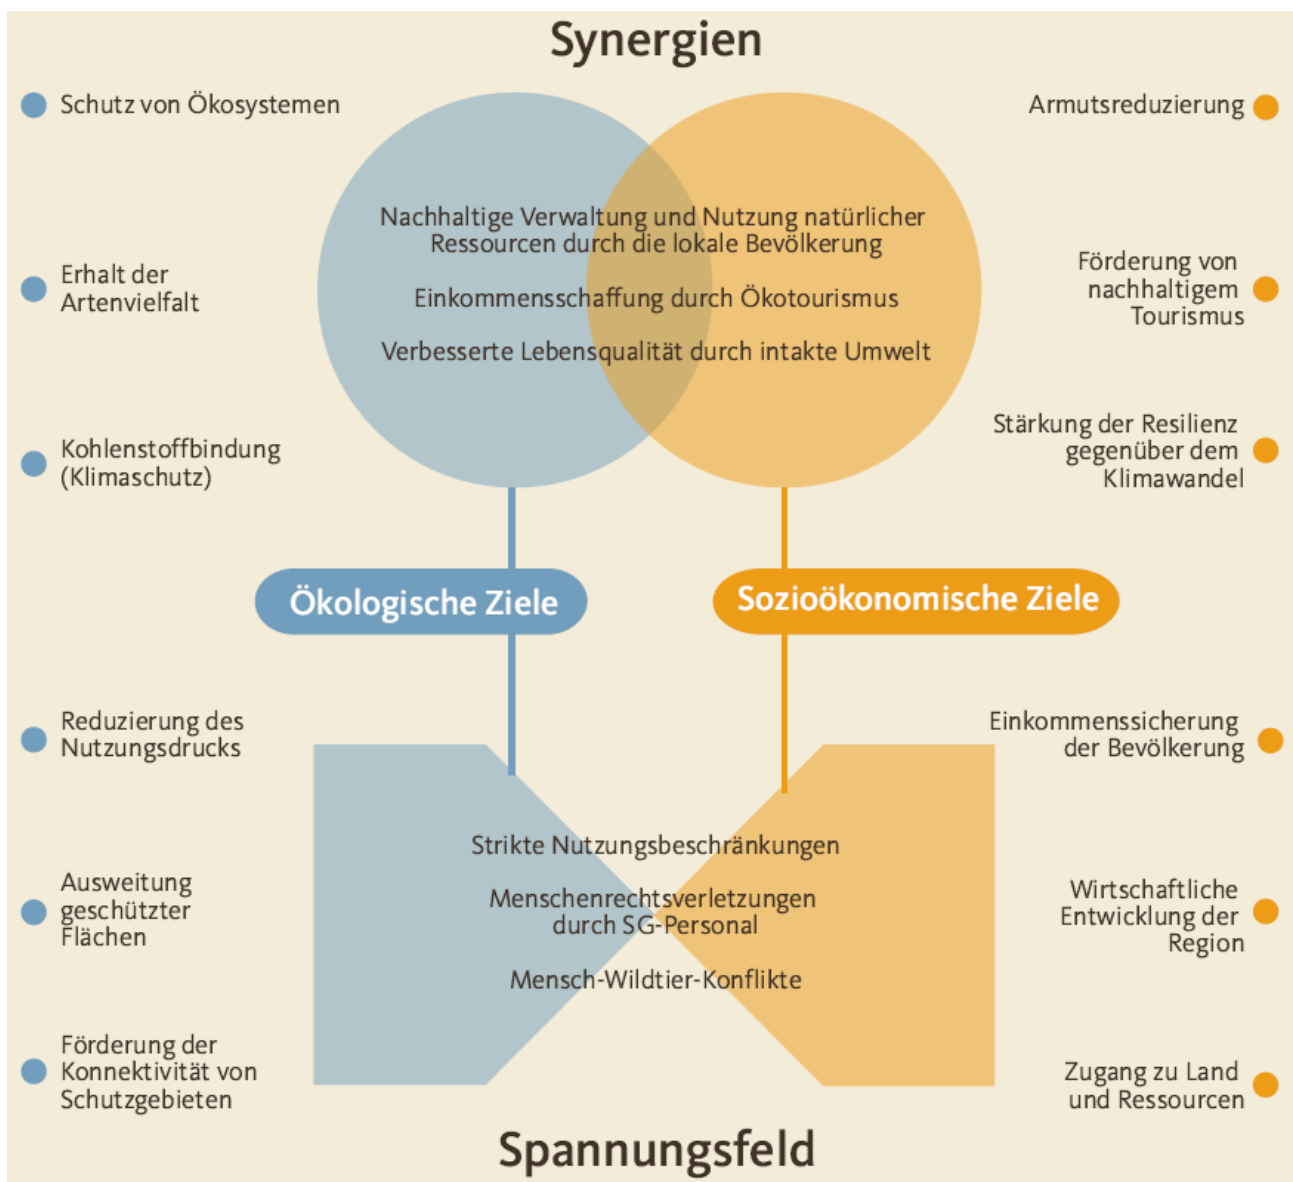 Synergien
Schutz von Ökosystemen
Erhalt der
Artenvielfalt
Kohlenstoffbindung
(Klimaschutz)
Nachhaltige Verwaltung und Nutzung natürlicher
Ressourcen durch die lokale Bevölkerung
Einkommensschaffung durch Ökotourismus
Verbesserte Lebensqualität durch intakte Umwelt
Armutsreduzierung
Förderung von
nachhaltigem
Tourismus
Stärkung der Resilienz
gegenüber dem
Klimawandel
Ökologische Ziele
Sozioökonomische Ziele
Reduzierung des
Nutzungsdrucks
Ausweitung
geschützter
Flächen
Förderung der
Konnektivität von
Schutzgebieten
Strikte Nutzungsbeschränkungen
Menschenrechtsverletzungen
durch SG-Personal
Mensch-Wildtier-Konflikte
Einkommenssicherung
der Bevölkerung
Wirtschaftliche
Entwicklung der
Region
Zugang zu Land
und Ressourcen
Spannungsfeld